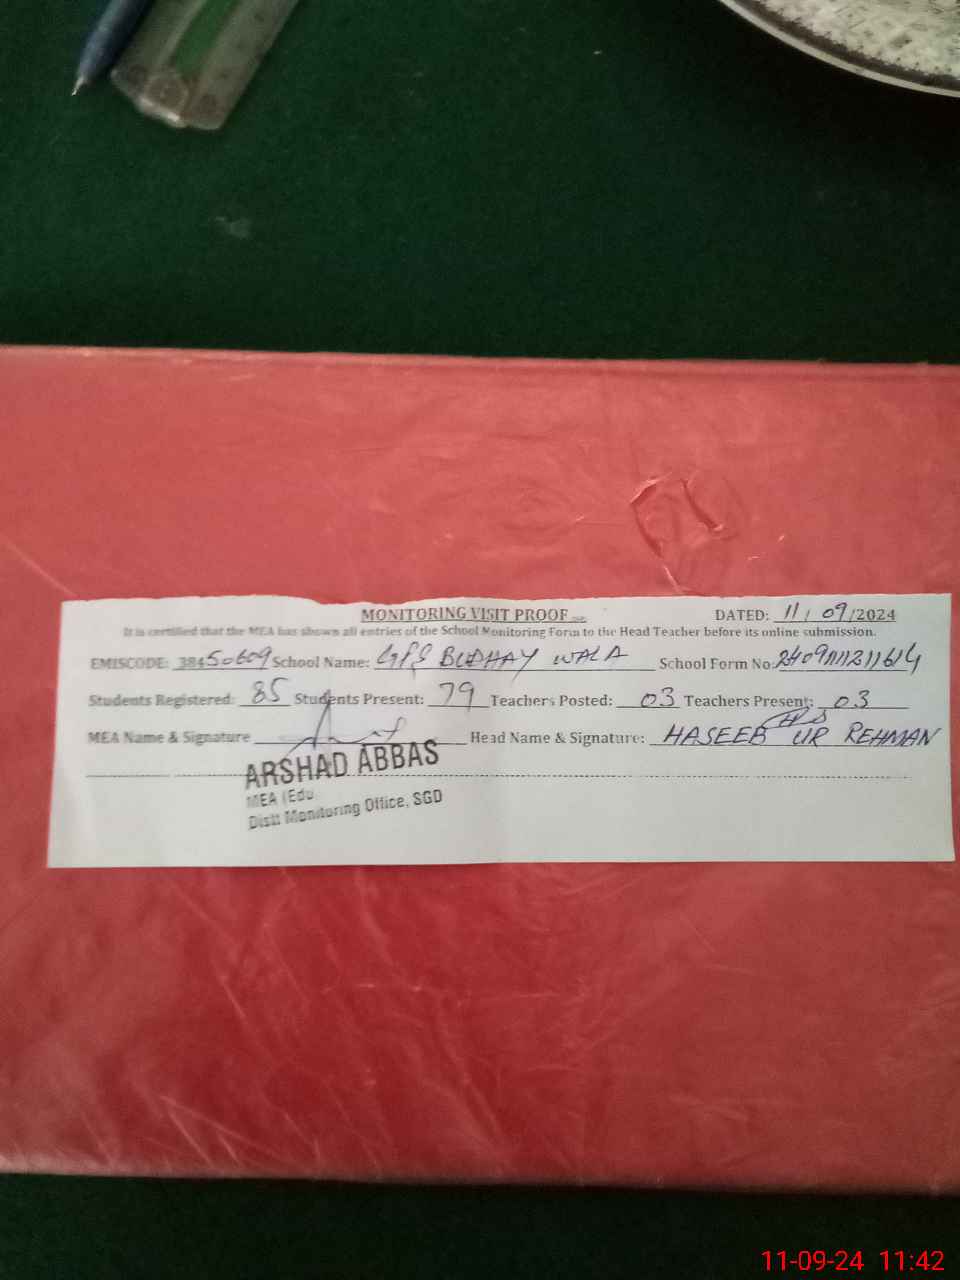 MONITORING VISIT PROOF DATED: 11/09/2024
It is certified that the MEA has shown all entries of the School Monitoring Form to the Head Teacher before its online submission.
EMISCODE: 38450609 School Name: GPS BUDHAY WALA School Form No:
Students Registered: 85 Students Present: 79 Teachers Posted: 03 Teachers Present: 03
MEA Name & Signature Head Name & Signature: HASEEB UR REHMAN
ARSHAD ABBAS
MEA (Edu
Distt Monitoring Office, SGD
11-09-24 11:42